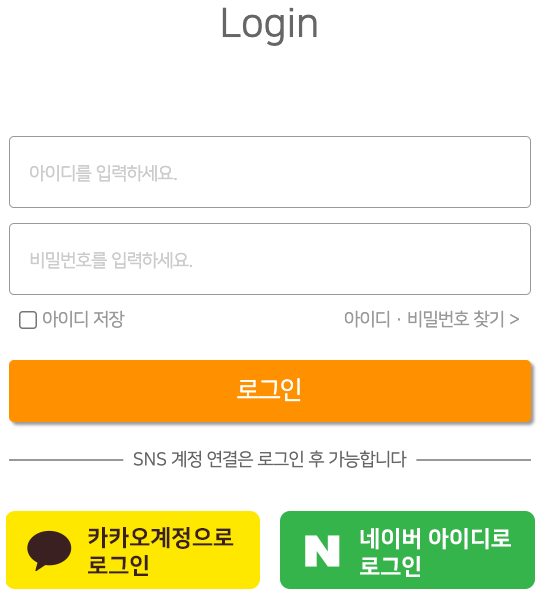 Login
아이디를 입력하세요.
비밀번호를 입력하세요.
아이디 저장
아이디 · 비밀번호 찾기 >
로그인
SNS 계정 연결은 로그인 후 가능합니다
카카오계정으로
로그인
N
네이버 아이디로
로그인